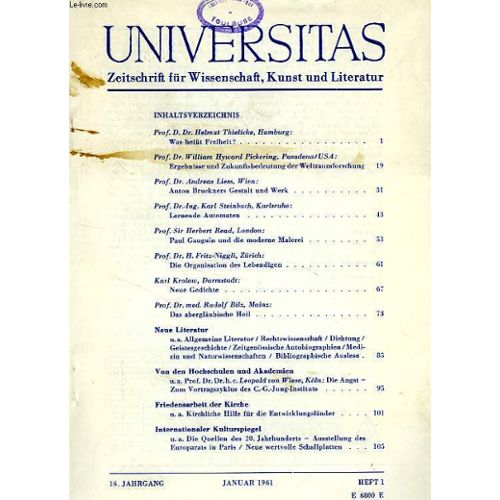 Le-livre.com
TOULOUSE
UNIVERSITAS
Zeitschrift für Wissenschaft, Kunst und Literatur
INHALTSVERZEICHNIS
Prof. D. Dr. Helmut Thielicke, Hamburg:
Was heißt Freiheit? . . . . . . . . . . . . . . . . 1
Prof. Dr. William Hyward Pickering, Pasadena/USA:
Ergebnisse und Zukunftsbedeutung der Weltraumforschung 19
Prof. Dr. Andreas Liess, Wien:
Anton Bruckners Gestalt und Werk . . . . . . . . . . 31
Prof. Dr.-Ing. Karl Steinbuch, Karlsruhe:
Lernende Automaten . . . . . . . . . . . . . . . 43
Prof. Sir Herbert Read, London:
Paul Gauguin und die moderne Malerei . . . . . . . . 53
Prof. Dr. H. Fritz-Niggli, Zürich:
Die Organisation des Lebendigen . . . . . . . . . . 61
Karl Krolow, Darmstadt:
Neue Gedichte . . . . . . . . . . . . . . . . . 67
Prof. Dr. med. Rudolf Bilz, Mainz:
Das abergläubische Heil . . . . . . . . . . . . . 73
Neue Literatur
u. a. Allgemeine Literatur / Rechtswissenschaft / Dichtung /
Geistesgeschichte / Zeitgenössische Autobiographien / Medi-
zin und Naturwissenschaften / Bibliographische Auslese . 85
Von den Hochschulen und Akademien
u. a. Prof. Dr. Dr. h. c. Leopold von Wiese, Köln: Die Angst –
Zum Vortragszyklus des C.-G.-Jung-Instituts . . . . . 95
Friedensarbeit der Kirche
u. a. Kirchliche Hilfe für die Entwicklungsländer . . . 101
Internationaler Kulturspiegel
u. a. Die Quellen des 20. Jahrhunderts – Ausstellung des
Europarats in Paris / Neue wertvolle Schallplatten . . . 105
16. JAHRGANG JANUAR 1961 HEFT 1
E 6800 E